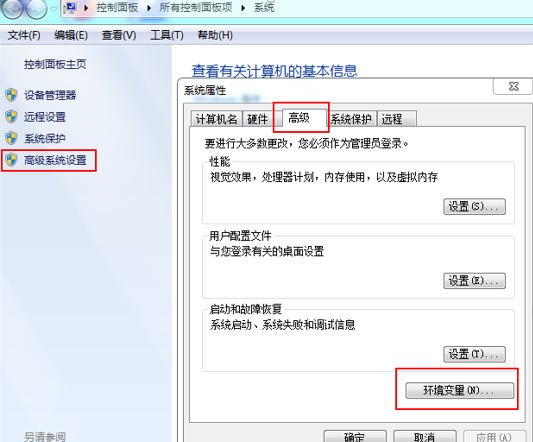 控制面板 ▸ 所有控制面板项 ▸ 系统
文件(F) 编辑(E) 查看(V) 工具(T) 帮助(H)
控制面板主页
设备管理器
远程设置
系统保护
高级系统设置
另请参阅
查看有关计算机的基本信息
系统属性
计算机名 硬件 高级 系统保护 远程
要进行大多数更改，您必须作为管理员登录。
性能
视觉效果，处理器计划，内存使用，以及虚拟内存
设置(S)...
用户配置文件
与您登录有关的桌面设置
设置(E)...
启动和故障恢复
系统启动、系统失败和调试信息
设置(T)...
环境变量(N)...
确定 取消 应用(A)